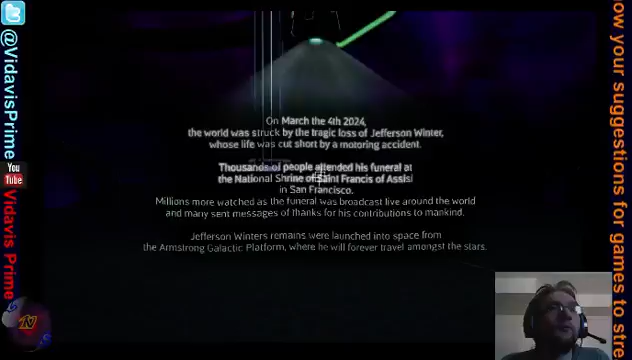 @VidavisPrime
You
Tube
Vidavis Prime
On March the 4th 2024,
the world was struck by the tragic loss of Jefferson Winter,
whose life was cut short by a motoring accident.
Thousands of people attended his funeral at
the National Shrine of Saint Francis of Assisi
in San Francisco.
Millions more watched as the funeral was broadcast live around the world
and many sent messages of thanks for his contributions to mankind.
Jefferson Winters remains were launched into space from
the Armstrong Galactic Platform, where he will forever travel amongst the stars.
now your suggestions for games to stre